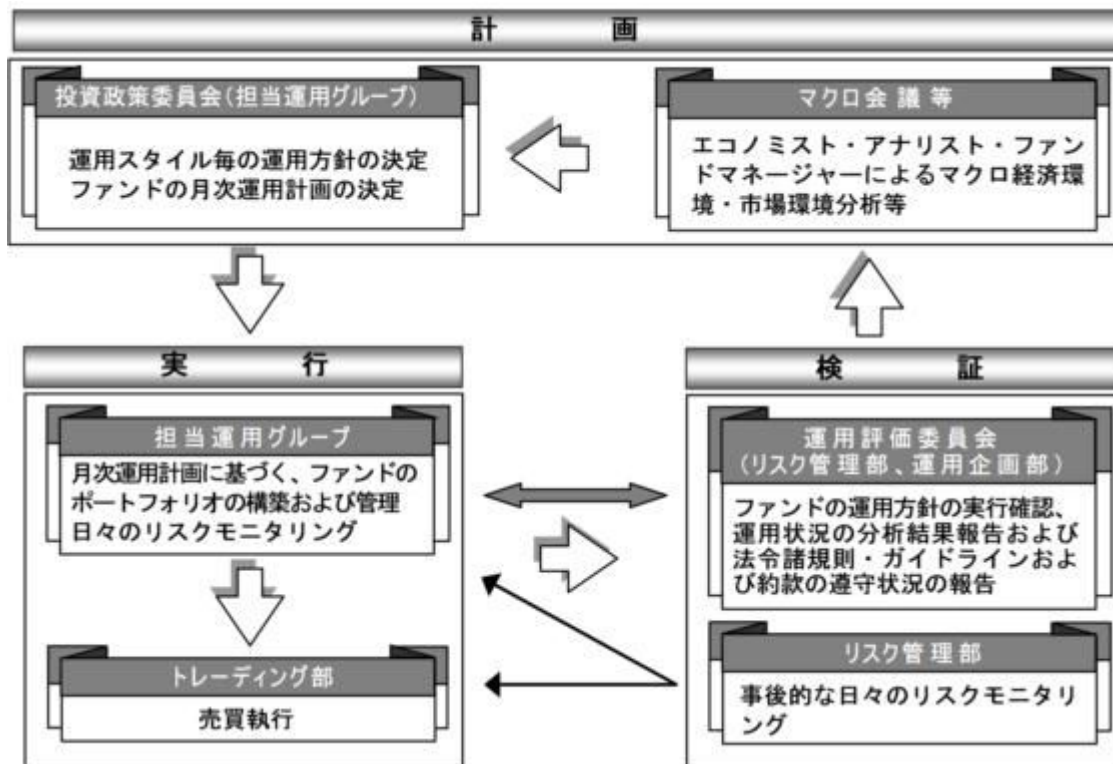 計画
投資政策委員会(担当運用グループ)
運用スタイル毎の運用方針の決定
ファンドの月次運用計画の決定
マクロ会議等
エコノミスト・アナリスト・ファン
ドマネージャーによるマクロ経済環
境・市場環境分析等
実行
担当運用グループ
月次運用計画に基づく、ファンドの
ポートフォリオの構築および管理
日々のリスクモニタリング
トレーディング部
売買執行
検証
運用評価委員会
(リスク管理部、運用企画部)
ファンドの運用方針の実行確認、
運用状況の分析結果報告および
法令諸規則・ガイドラインおよ
び約款の遵守状況の報告
リスク管理部
事後的な日々のリスクモニタリ
ング